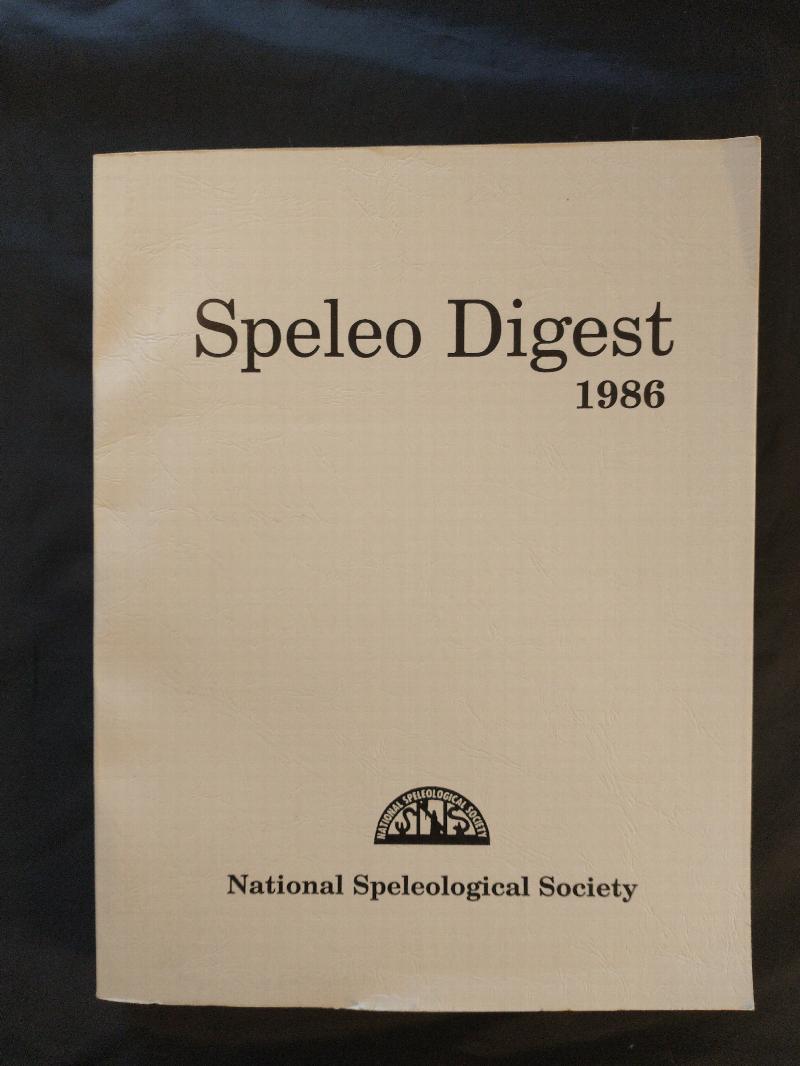 Speleo Digest
1986
NATIONAL SPELEOLOGICAL SOCIETY
NSS
National Speleological Society